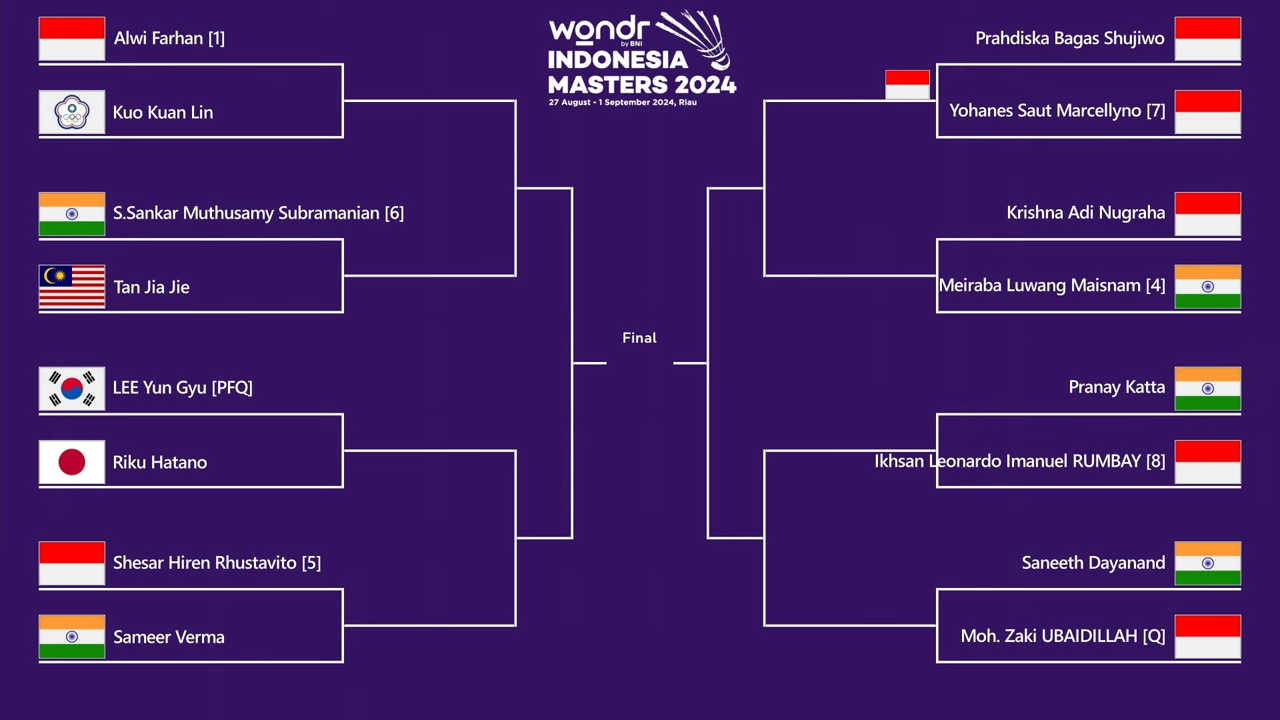 Alwi Farhan [1]
Kuo Kuan Lin
S.Sankar Muthusamy Subramanian [6]
Tan Jia Jie
LEE Yun Gyu [PFQ]
Riku Hatano
Shesar Hiren Rhustavito [5]
Sameer Verma
wondr
by BNI
INDONESIA
MASTERS 2024
27 August - 1 September 2024, Riau
Final
Prahdiska Bagas Shujiwo
Yohanes Saut Marcellyno [7]
Krishna Adi Nugraha
Meiraba Luwang Maisnam [4]
Pranay Katta
Ikhsan Leonardo Imanuel RUMBAY [8]
Saneeth Dayanand
Moh. Zaki UBAIDILLAH [Q]